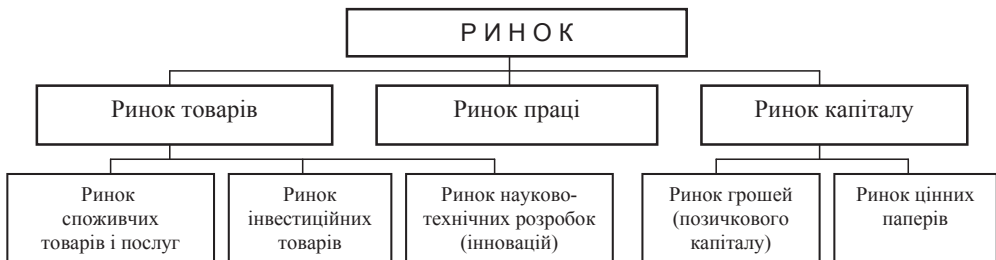 Р И Н О К
Ринок товарів
Ринок праці
Ринок капіталу
Ринок
споживчих
товарів і послуг
Ринок
інвестиційних
товарів
Ринок науково-
технічних розробок
(інновацій)
Ринок грошей
(позичкового
капіталу)
Ринок цінних
паперів